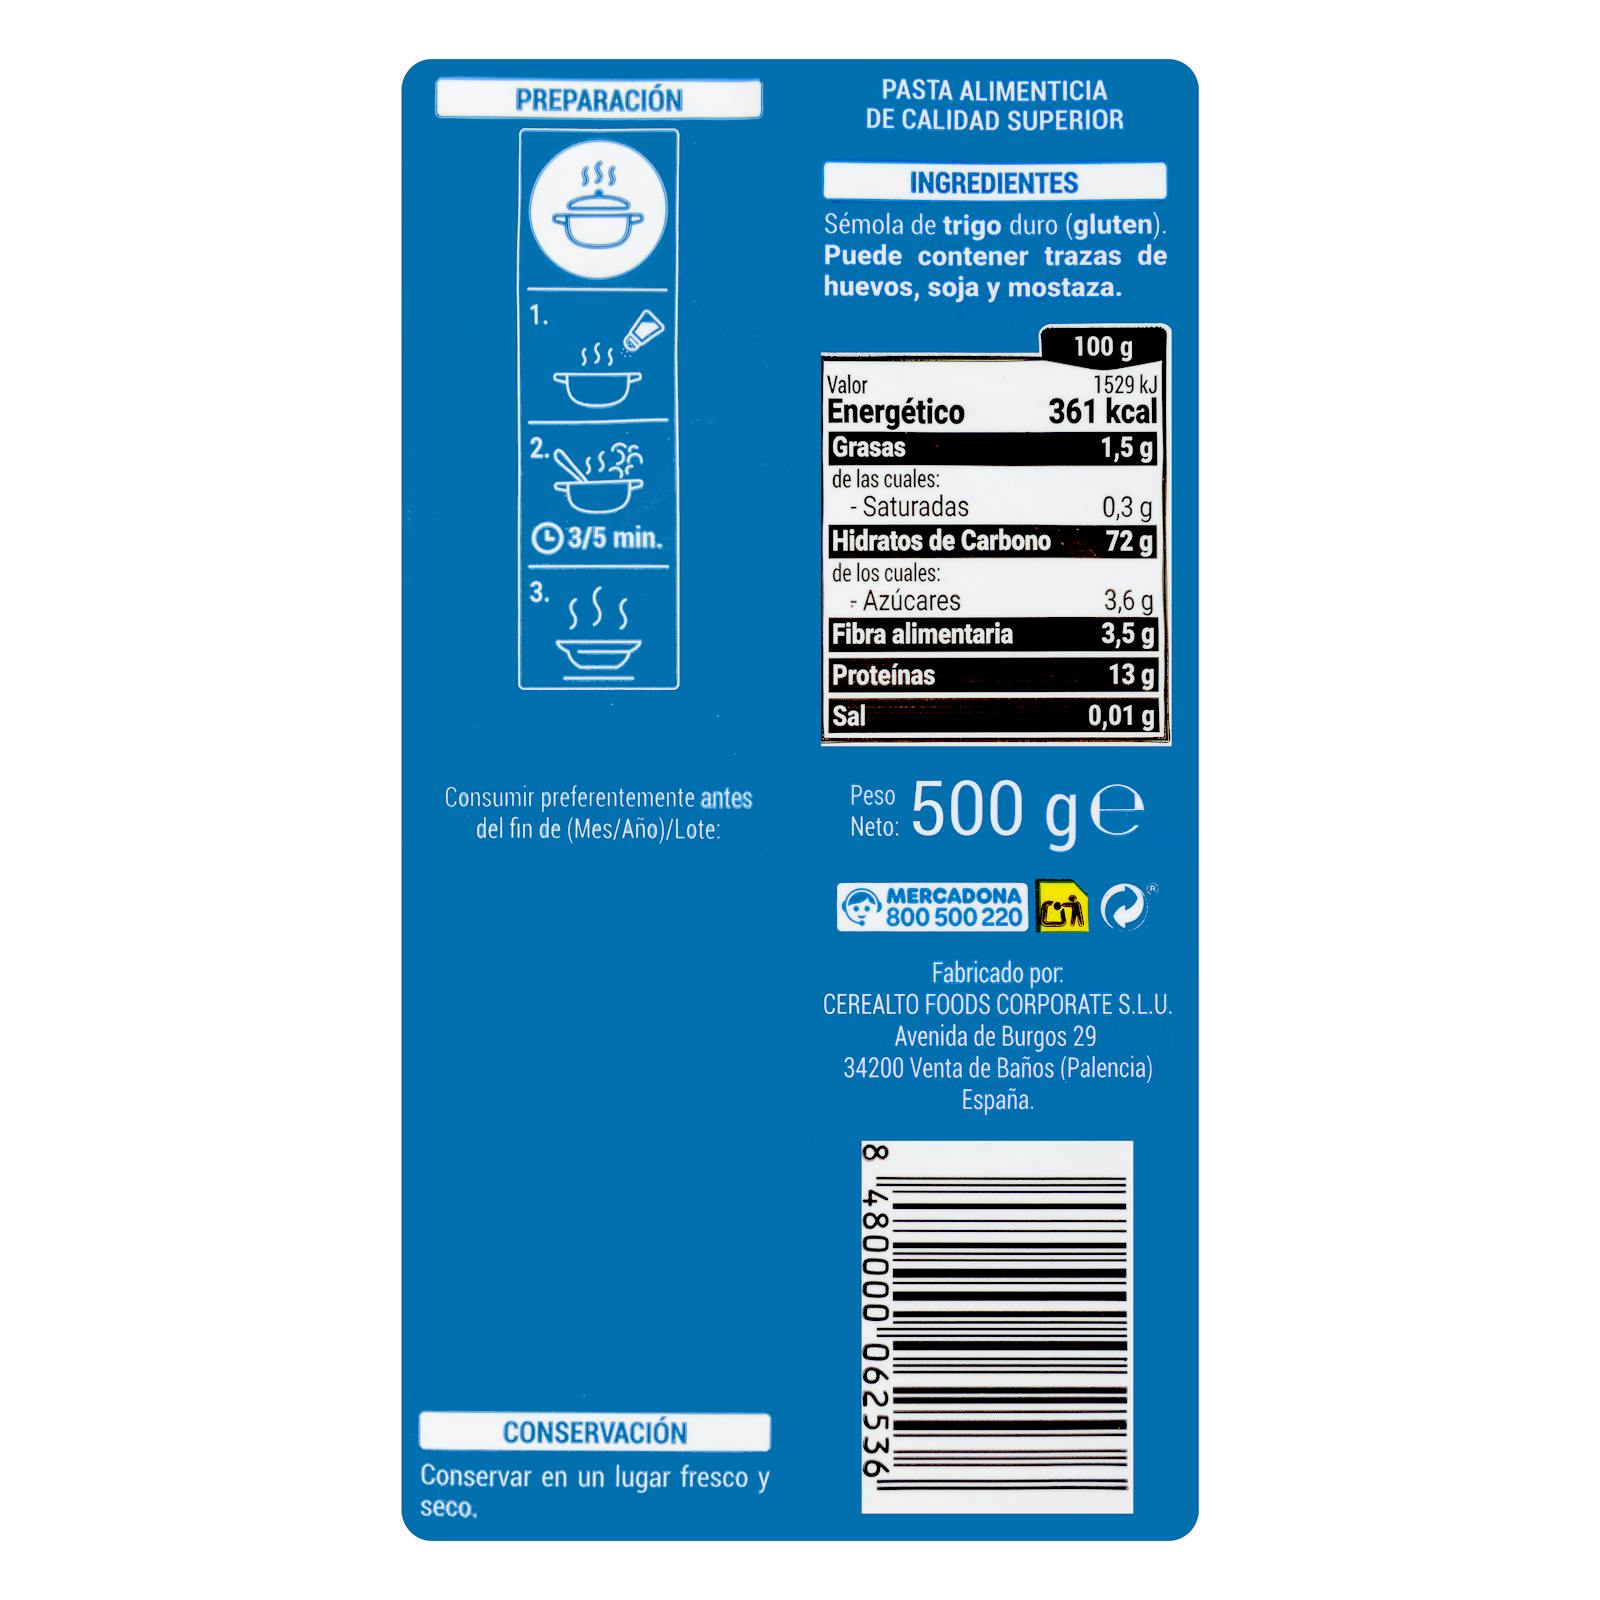 PREPARACIÓN
1.
2.
3/5 min.
3.
Consumir preferentemente antes
del fin de (Mes/Año)/Lote:
CONSERVACIÓN
Conservar en un lugar fresco y
seco.
PASTA ALIMENTICIA
DE CALIDAD SUPERIOR
INGREDIENTES
Sémola de trigo duro (gluten).
Puede contener trazas de
huevos, soja y mostaza.
100 g
Valor 1529 kJ
Energético 361 kcal
Grasas 1,5 g
de las cuales:
- Saturadas 0,3 g
Hidratos de Carbono 72 g
de los cuales:
- Azúcares 3,6 g
Fibra alimentaria 3,5 g
Proteínas 13 g
Sal 0,01 g
Peso
Neto: 500 g e
MERCADONA
800 500 220
®
Fabricado por:
CEREALTO FOODS CORPORATE S.L.U.
Avenida de Burgos 29
34200 Venta de Baños (Palencia)
España.
8 480000 062536